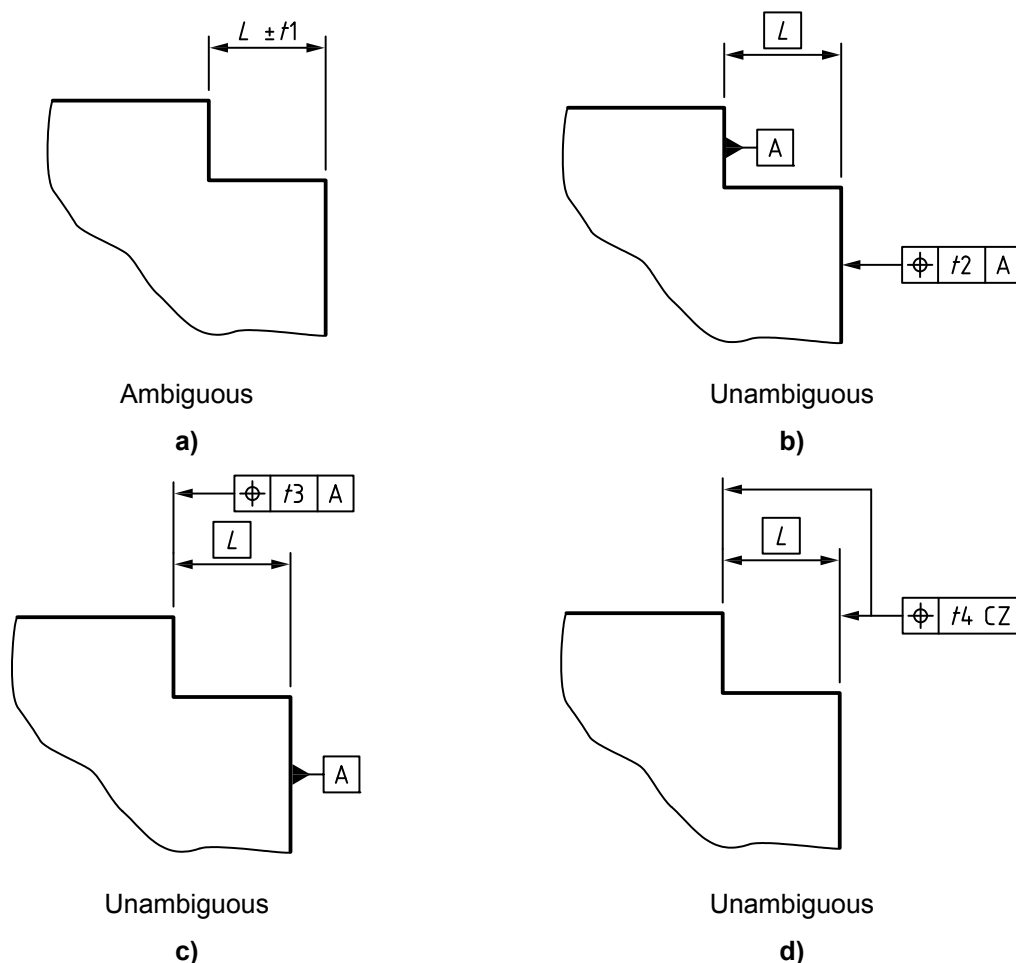 L ±t1
L
A
⌖ t2 A
Ambiguous
a)
Unambiguous
b)
⌖ t3 A
L
A
L
⌖ t4 CZ
Unambiguous
c)
Unambiguous
d)